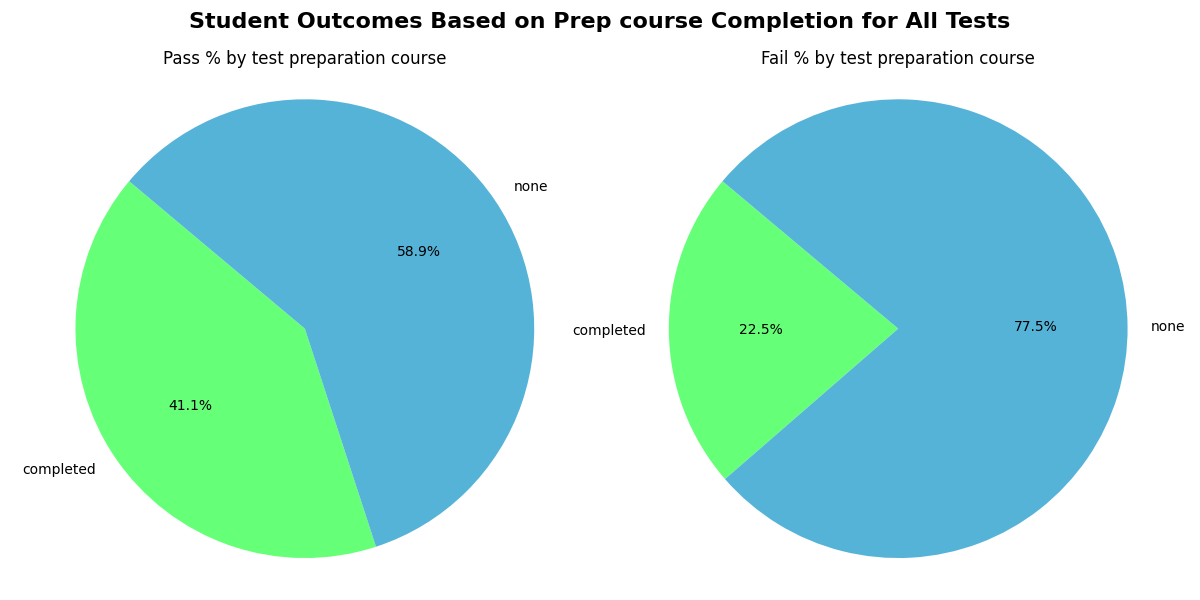 Student Outcomes Based on Prep course Completion for All Tests
Pass % by test preparation course
none
58.9%
41.1%
completed
Fail % by test preparation course
completed
22.5%
77.5%
none